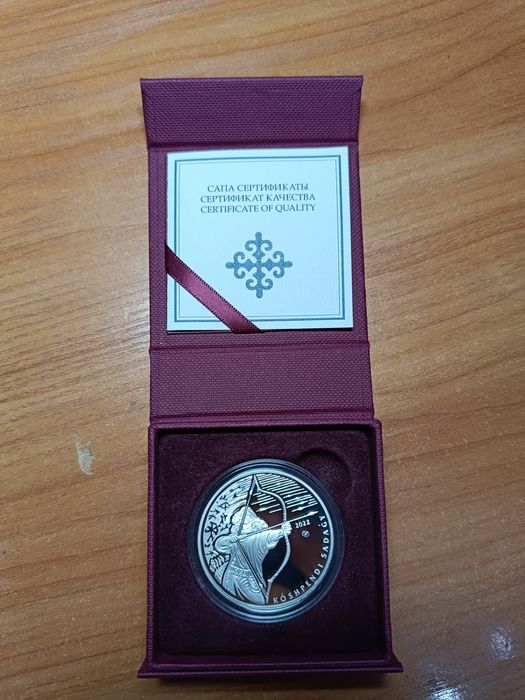 САПА СЕРТИФИКАТЫ
СЕРТИФИКАТ КАЧЕСТВА
CERTIFICATE OF QUALITY
2022
KÓSHPENDI SADAǴY